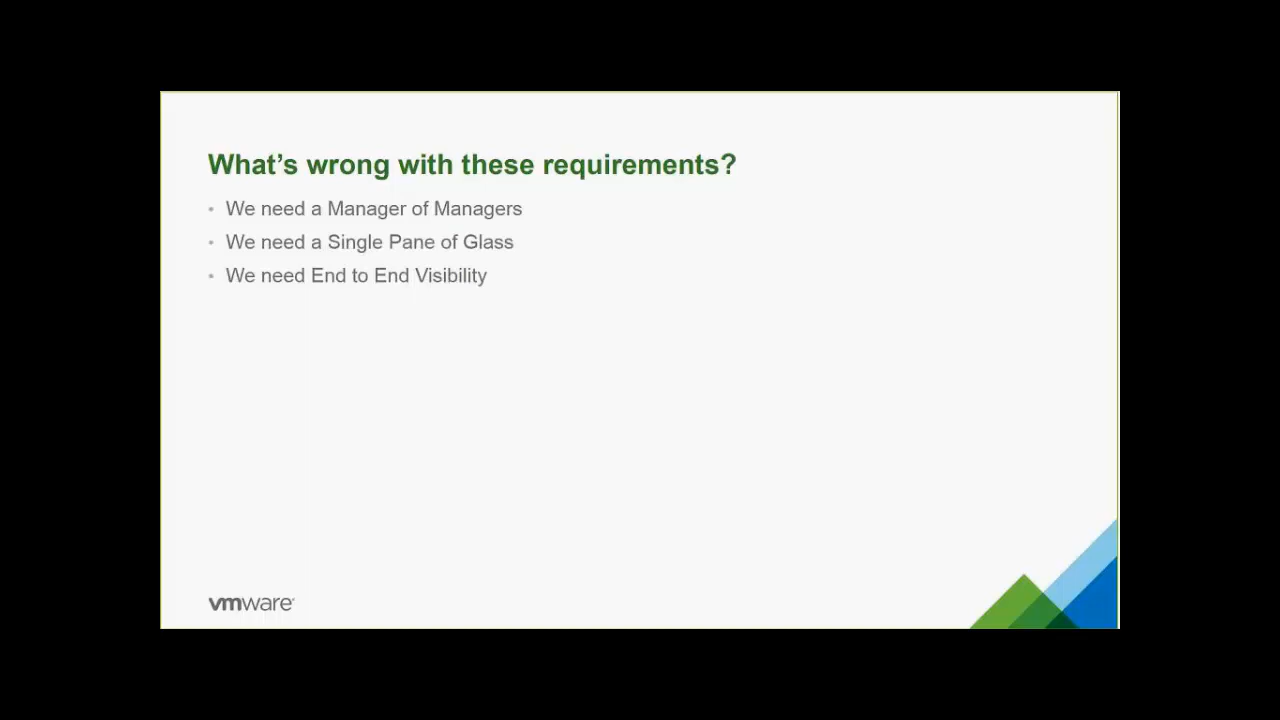 What's wrong with these requirements?
• We need a Manager of Managers
• We need a Single Pane of Glass
• We need End to End Visibility
vmware